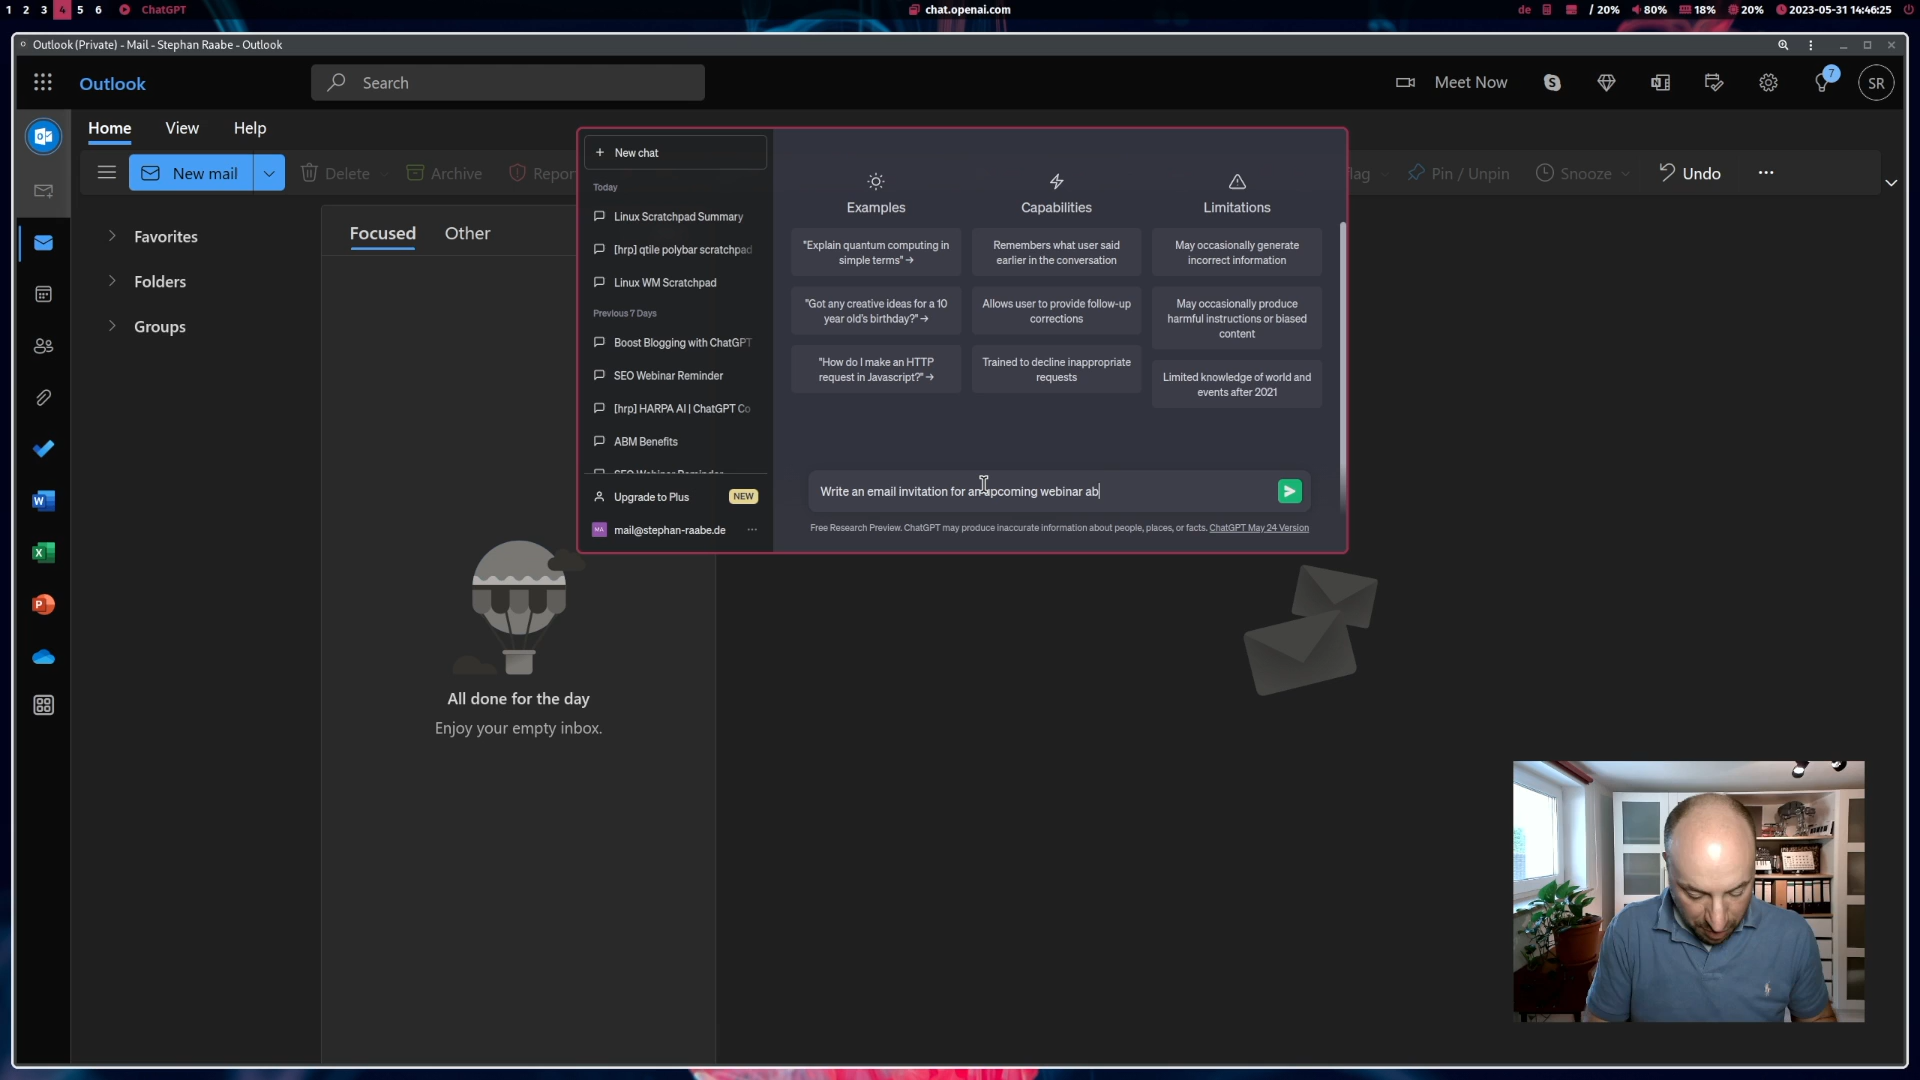 1 2 3 4 5 6 ChatGPT
chat.openai.com
de / 20% 80% 18% 20% 2023-05-31 14:46:25
Outlook (Private) - Mail - Stephan Raabe - Outlook
Outlook
Search
Meet Now
7
SR
Home View Help
New mail
Delete
Archive
Repor
lag
Pin / Unpin
Snooze
Undo
Favorites
Folders
Groups
Focused Other
All done for the day
Enjoy your empty inbox.
+ New chat
Today
Linux Scratchpad Summary
[hrp] qtile polybar scratchpad
Linux WM Scratchpad
Previous 7 Days
Boost Blogging with ChatGPT
SEO Webinar Reminder
[hrp] HARPA AI | ChatGPT Co
ABM Benefits
SEO Webinar Reminder
Upgrade to Plus NEW
MA mail@stephan-raabe.de
Examples
"Explain quantum computing in
simple terms" →
"Got any creative ideas for a 10
year old's birthday?" →
"How do I make an HTTP
request in Javascript?" →
Capabilities
Remembers what user said
earlier in the conversation
Allows user to provide follow-up
corrections
Trained to decline inappropriate
requests
Limitations
May occasionally generate
incorrect information
May occasionally produce
harmful instructions or biased
content
Limited knowledge of world and
events after 2021
Write an email invitation for an upcoming webinar ab
Free Research Preview. ChatGPT may produce inaccurate information about people, places, or facts. ChatGPT May 24 Version